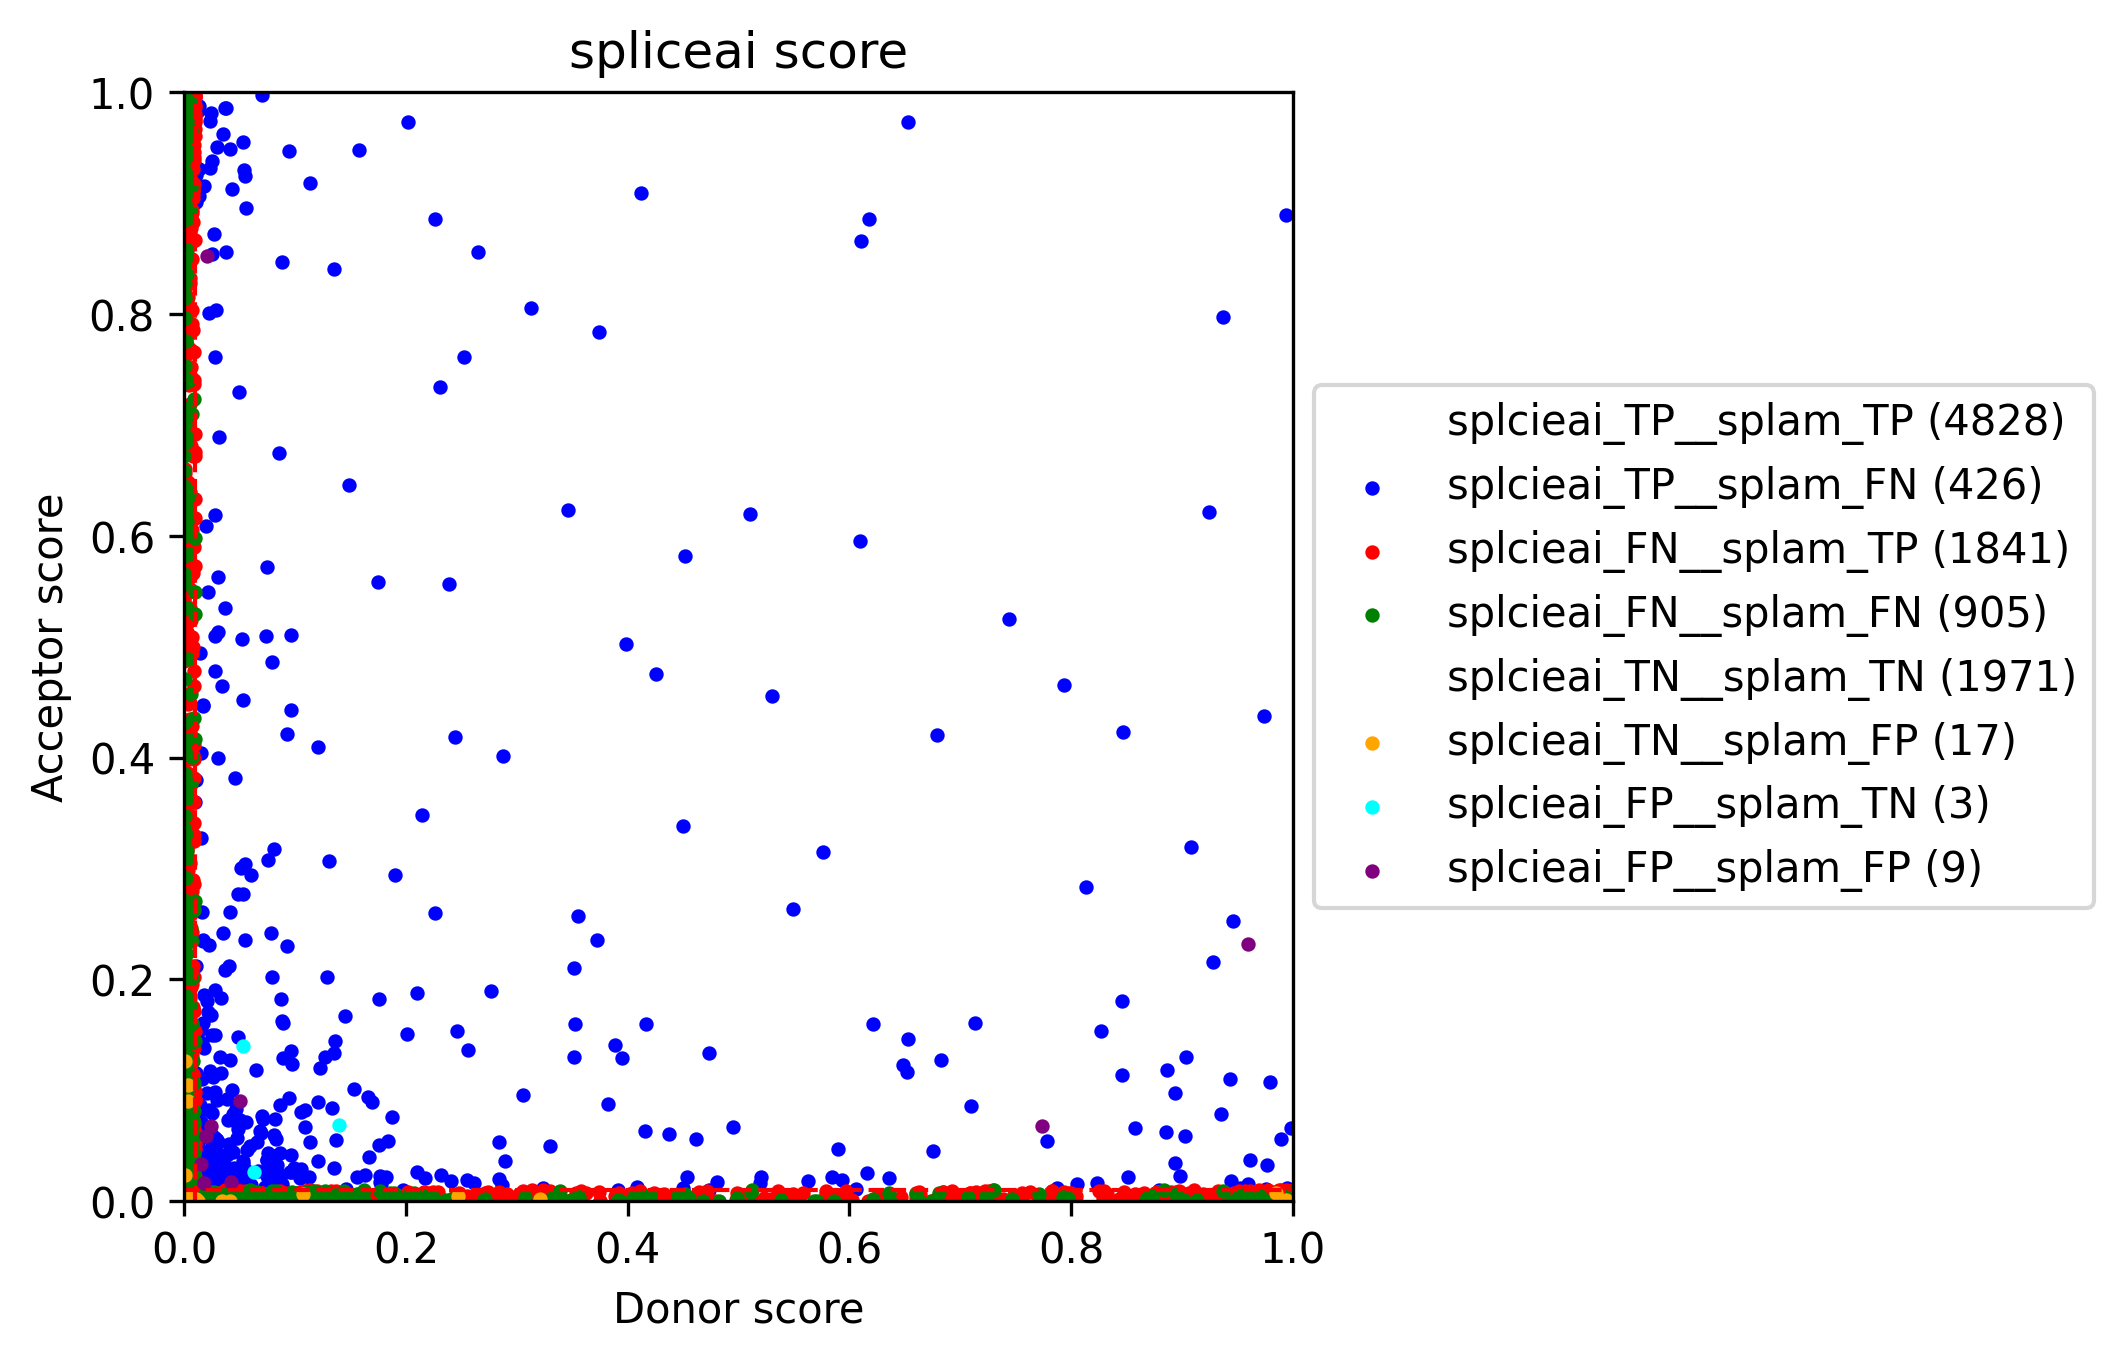 spliceai score
1.0
0.8
0.6
0.4
0.2
0.0
Acceptor score
0.0 0.2 0.4 0.6 0.8 1.0
Donor score
splcieai_TP__splam_TP (4828)
splcieai_TP__splam_FN (426)
splcieai_FN__splam_TP (1841)
splcieai_FN__splam_FN (905)
splcieai_TN__splam_TN (1971)
splcieai_TN__splam_FP (17)
splcieai_FP__splam_TN (3)
splcieai_FP__splam_FP (9)